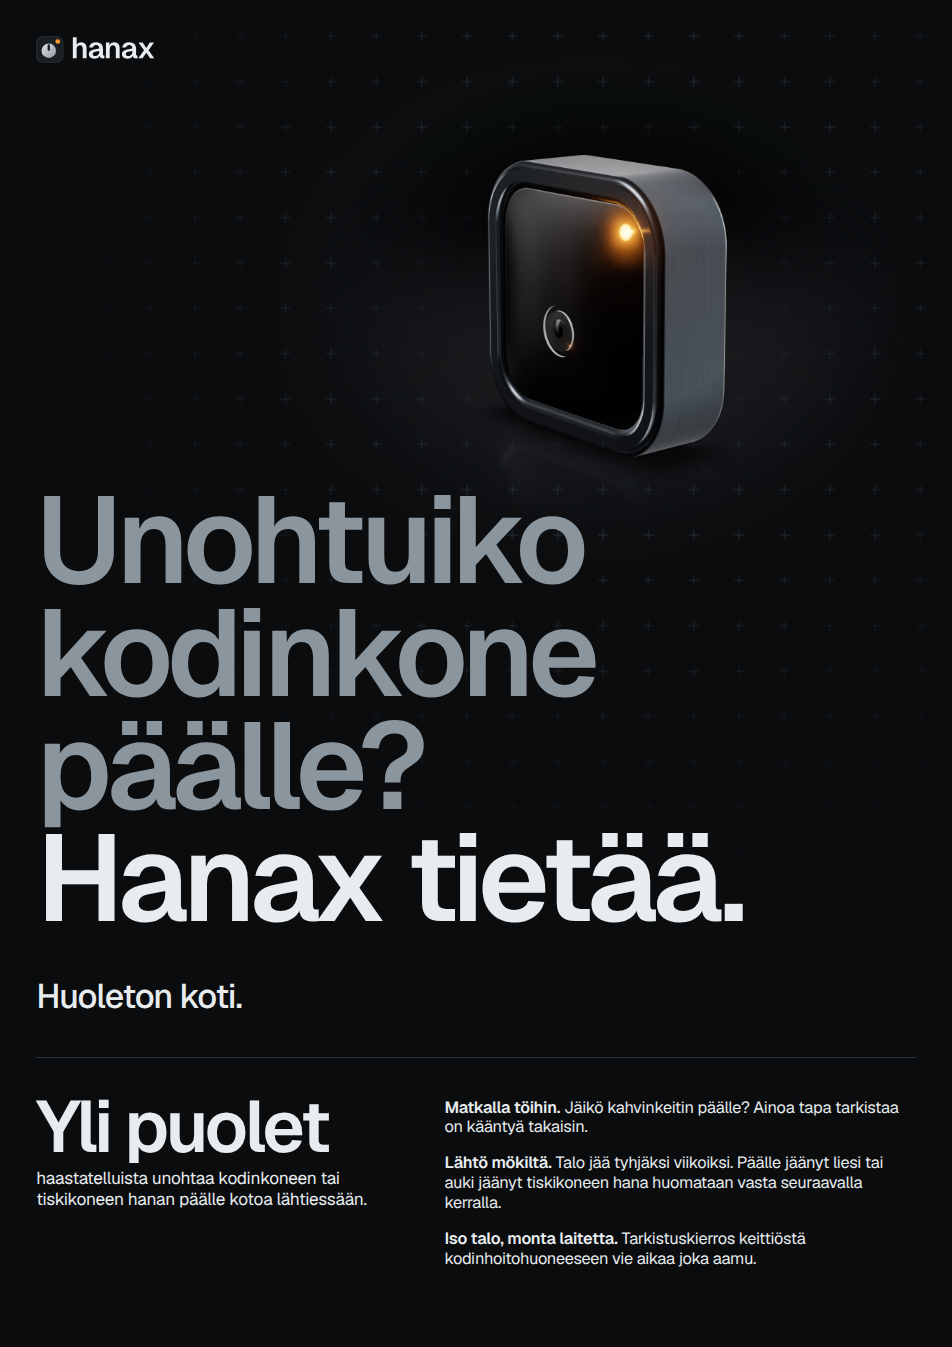 hanax
Unohtuiko
kodinkone
päälle?
Hanax tietää.
Huoleton koti.
Yli puolet
haastatelluista unohtaa kodinkoneen tai
tiskikoneen hanan päälle kotoa lähtiessään.
Matkalla töihin. Jäikö kahvinkeitin päälle? Ainoa tapa tarkistaa
on kääntyä takaisin.
Lähtö mökiltä. Talo jää tyhjäksi viikoiksi. Päälle jäänyt liesi tai
auki jäänyt tiskikoneen hana huomataan vasta seuraavalla
kerralla.
Iso talo, monta laitetta. Tarkistuskierros keittiöstä
kodinhoitohuoneeseen vie aikaa joka aamu.